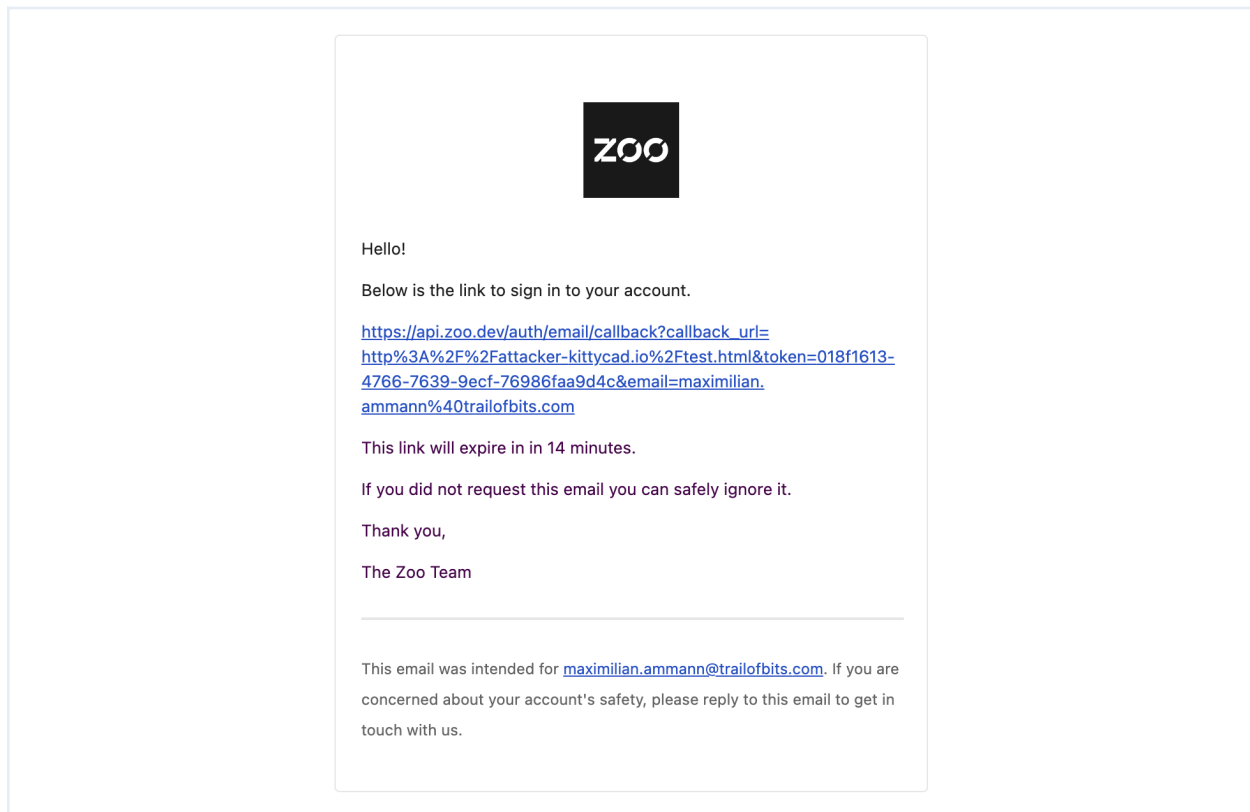 ZOO
Hello!
Below is the link to sign in to your account.
https://api.zoo.dev/auth/email/callback?callback_url=
http%3A%2F%2Fattacker-kittycad.io%2Ftest.html&token=018f1613-
4766-7639-9ecf-76986faa9d4c&email=maximilian.
ammann%40trailofbits.com
This link will expire in in 14 minutes.
If you did not request this email you can safely ignore it.
Thank you,
The Zoo Team
This email was intended for maximilian.ammann@trailofbits.com. If you are
concerned about your account's safety, please reply to this email to get in
touch with us.